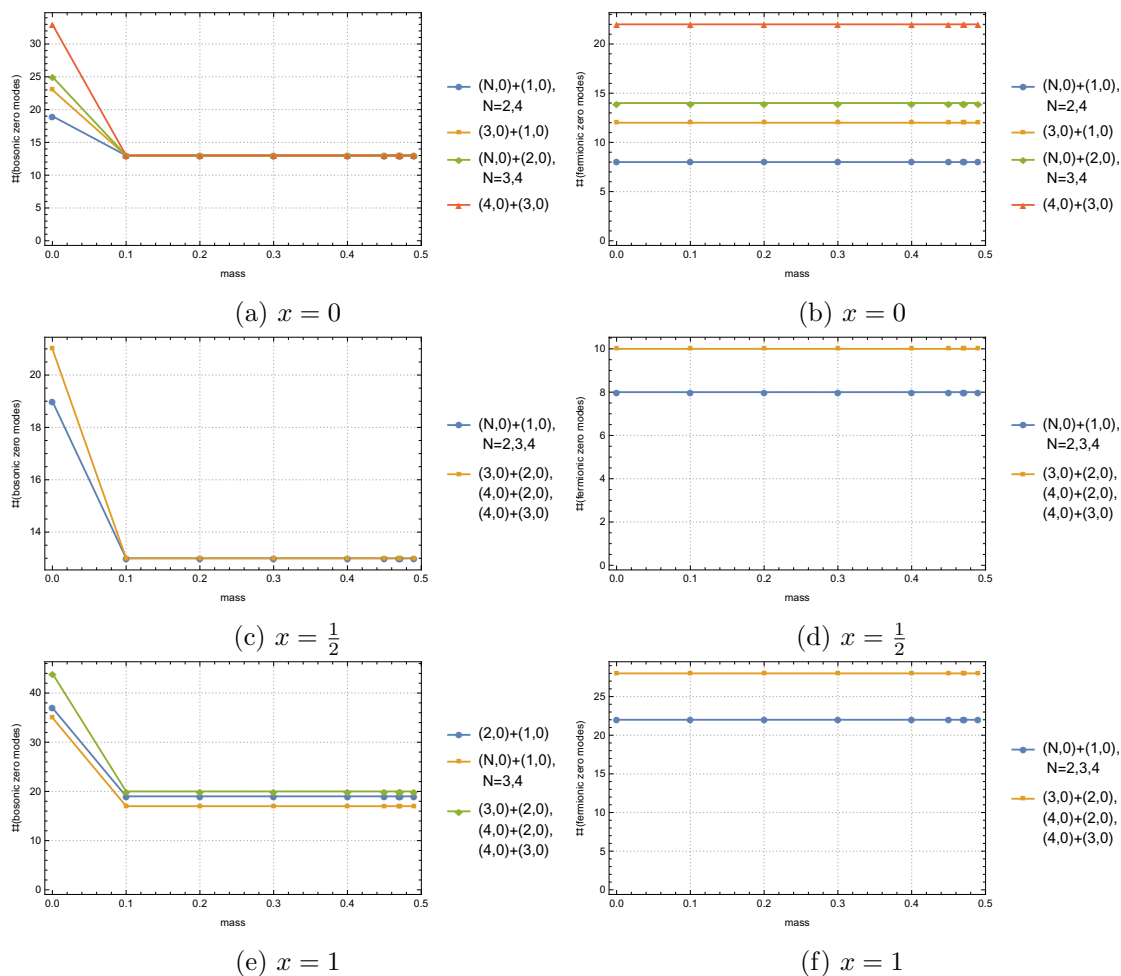 ♯(bosonic zero modes)
35
30
25
20
15
10
5
0
0.0 0.1 0.2 0.3 0.4 0.5
mass
(N,0)+(1,0),
N=2,4
(3,0)+(1,0)
(N,0)+(2,0),
N=3,4
(4,0)+(3,0)
(a) x = 0
♯(fermionic zero modes)
20
15
10
5
0
0.0 0.1 0.2 0.3 0.4 0.5
mass
(N,0)+(1,0),
N=2,4
(3,0)+(1,0)
(N,0)+(2,0),
N=3,4
(4,0)+(3,0)
(b) x = 0
♯(bosonic zero modes)
20
18
16
14
0.0 0.1 0.2 0.3 0.4 0.5
mass
(N,0)+(1,0),
N=2,3,4
(3,0)+(2,0),
(4,0)+(2,0),
(4,0)+(3,0)
(c) x = 1/2
♯(fermionic zero modes)
10
8
6
4
2
0
0.0 0.1 0.2 0.3 0.4 0.5
mass
(N,0)+(1,0),
N=2,3,4
(3,0)+(2,0),
(4,0)+(2,0),
(4,0)+(3,0)
(d) x = 1/2
♯(bosonic zero modes)
40
30
20
10
0
0.0 0.1 0.2 0.3 0.4 0.5
mass
(2,0)+(1,0)
(N,0)+(1,0),
N=3,4
(3,0)+(2,0),
(4,0)+(2,0),
(4,0)+(3,0)
(e) x = 1
♯(fermionic zero modes)
25
20
15
10
5
0
0.0 0.1 0.2 0.3 0.4 0.5
mass
(N,0)+(1,0),
N=2,3,4
(3,0)+(2,0),
(4,0)+(2,0),
(4,0)+(3,0)
(f) x = 1